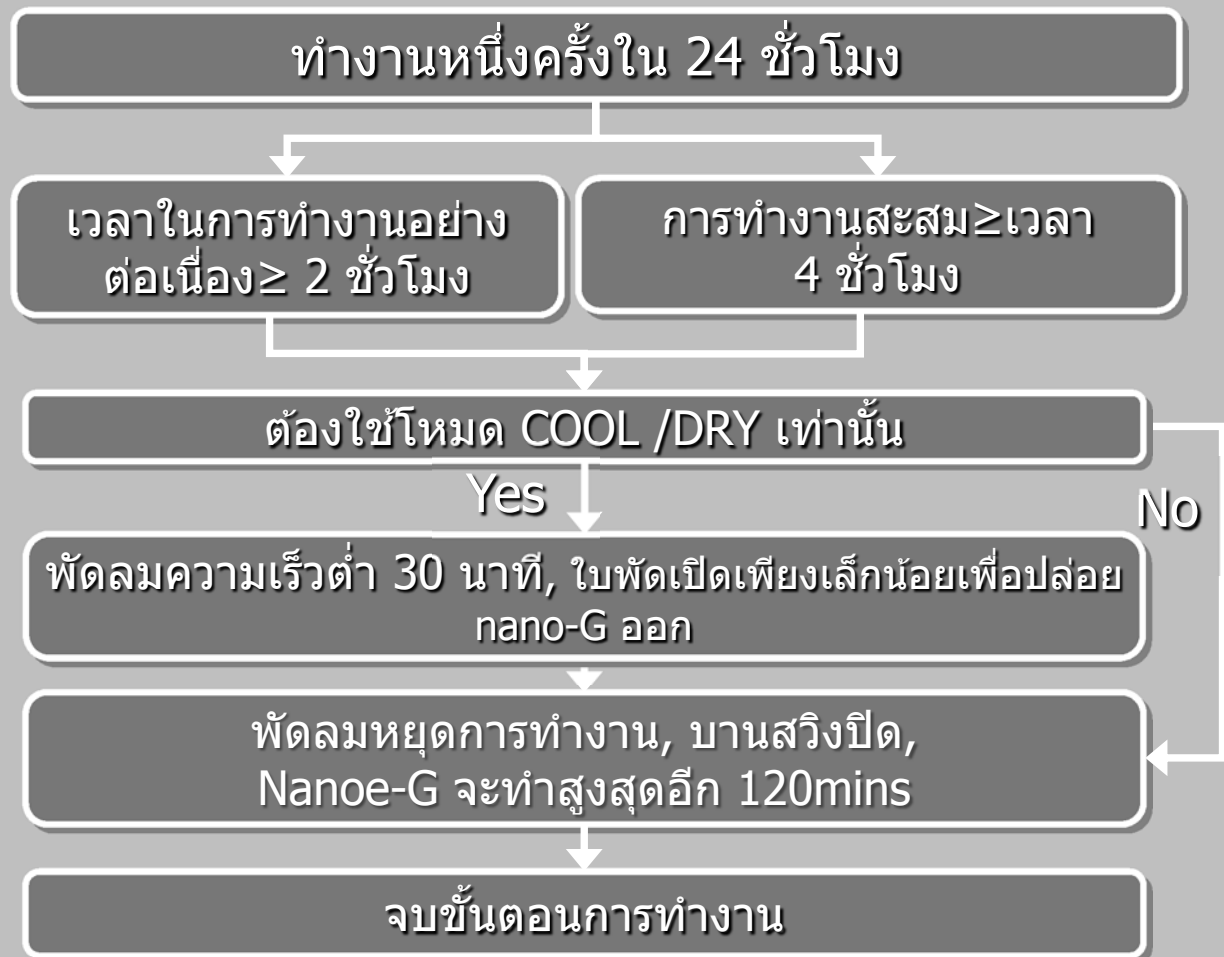 ทำงานหนึ่งครั้งใน 24 ชั่วโมง
เวลาในการทำงานอย่าง
ต่อเนื่อง≥ 2 ชั่วโมง
การทำงานสะสม≥เวลา
4 ชั่วโมง
ต้องใช้โหมด COOL /DRY เท่านั้น
Yes
No
พัดลมความเร็วต่ำ 30 นาที, ใบพัดเปิดเพียงเล็กน้อยเพื่อปล่อย
nano-G ออก
พัดลมหยุดการทำงาน, บานสวิงปิด,
Nanoe-G จะทำสูงสุดอีก 120mins
จบขั้นตอนการทำงาน